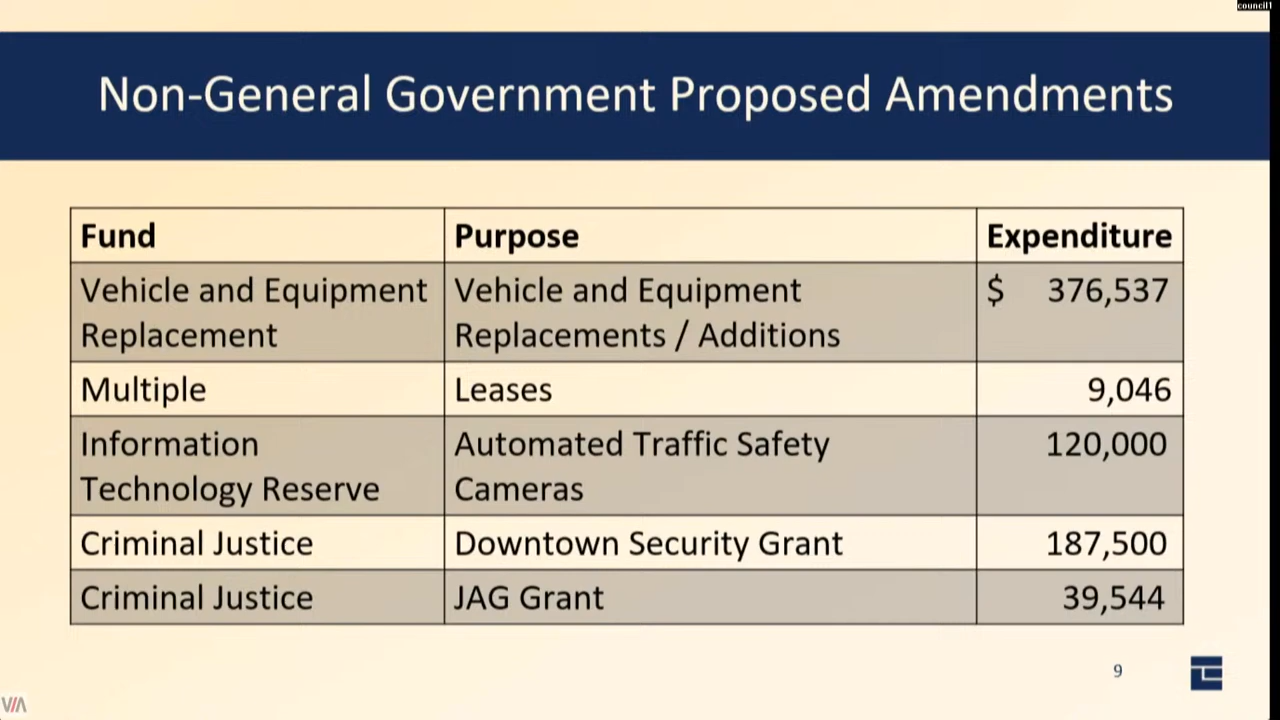 council1
Non-General Government Proposed Amendments
Fund Purpose Expenditure
Vehicle and Equipment Vehicle and Equipment $ 376,537
Replacement Replacements / Additions
Multiple Leases 9,046
Information Automated Traffic Safety 120,000
Technology Reserve Cameras
Criminal Justice Downtown Security Grant 187,500
Criminal Justice JAG Grant 39,544
9
VIA